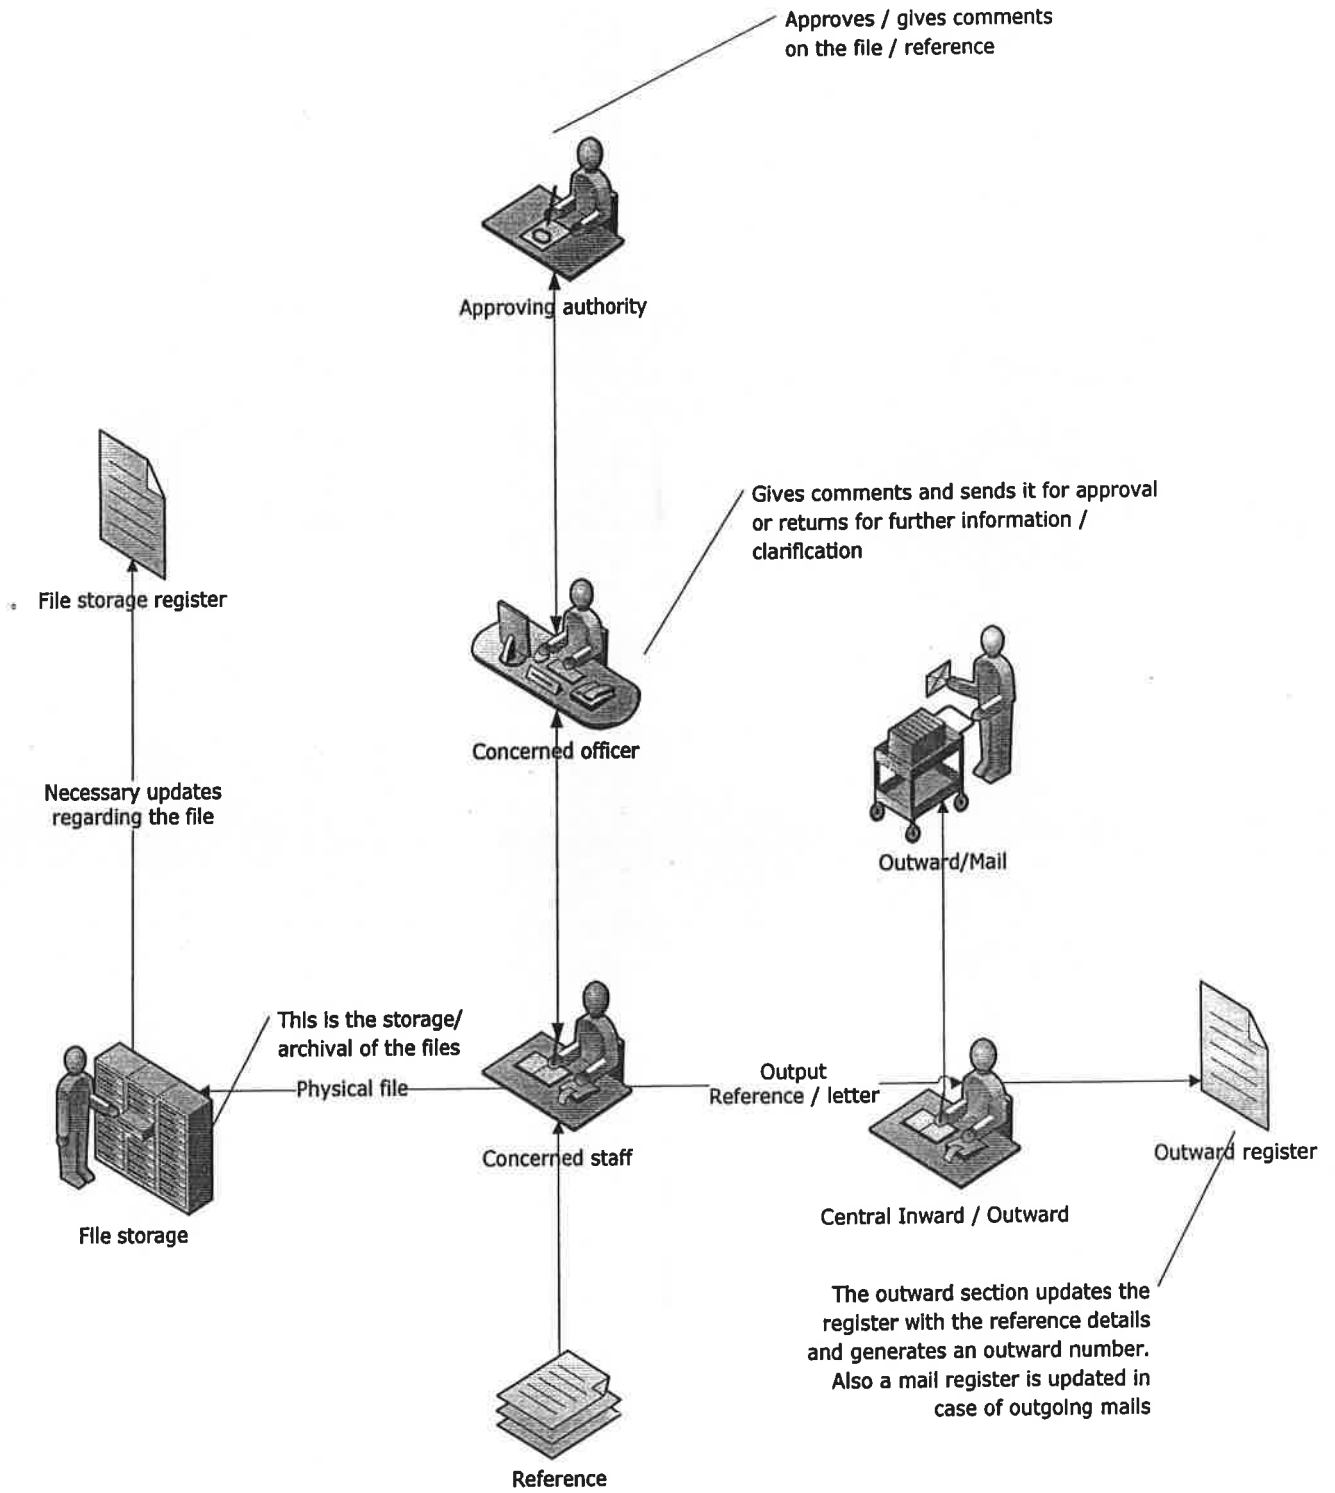 Approves / gives comments
on the file / reference
Approving authority
Gives comments and sends it for approval
or returns for further information /
clarification
File storage register
Concerned officer
Necessary updates
regarding the file
Outward/Mail
This is the storage/
archival of the files
Physical file
Output
Reference / letter
Concerned staff
Outward register
Central Inward / Outward
File storage
The outward section updates the
register with the reference details
and generates an outward number.
Also a mail register is updated in
case of outgoing mails
Reference